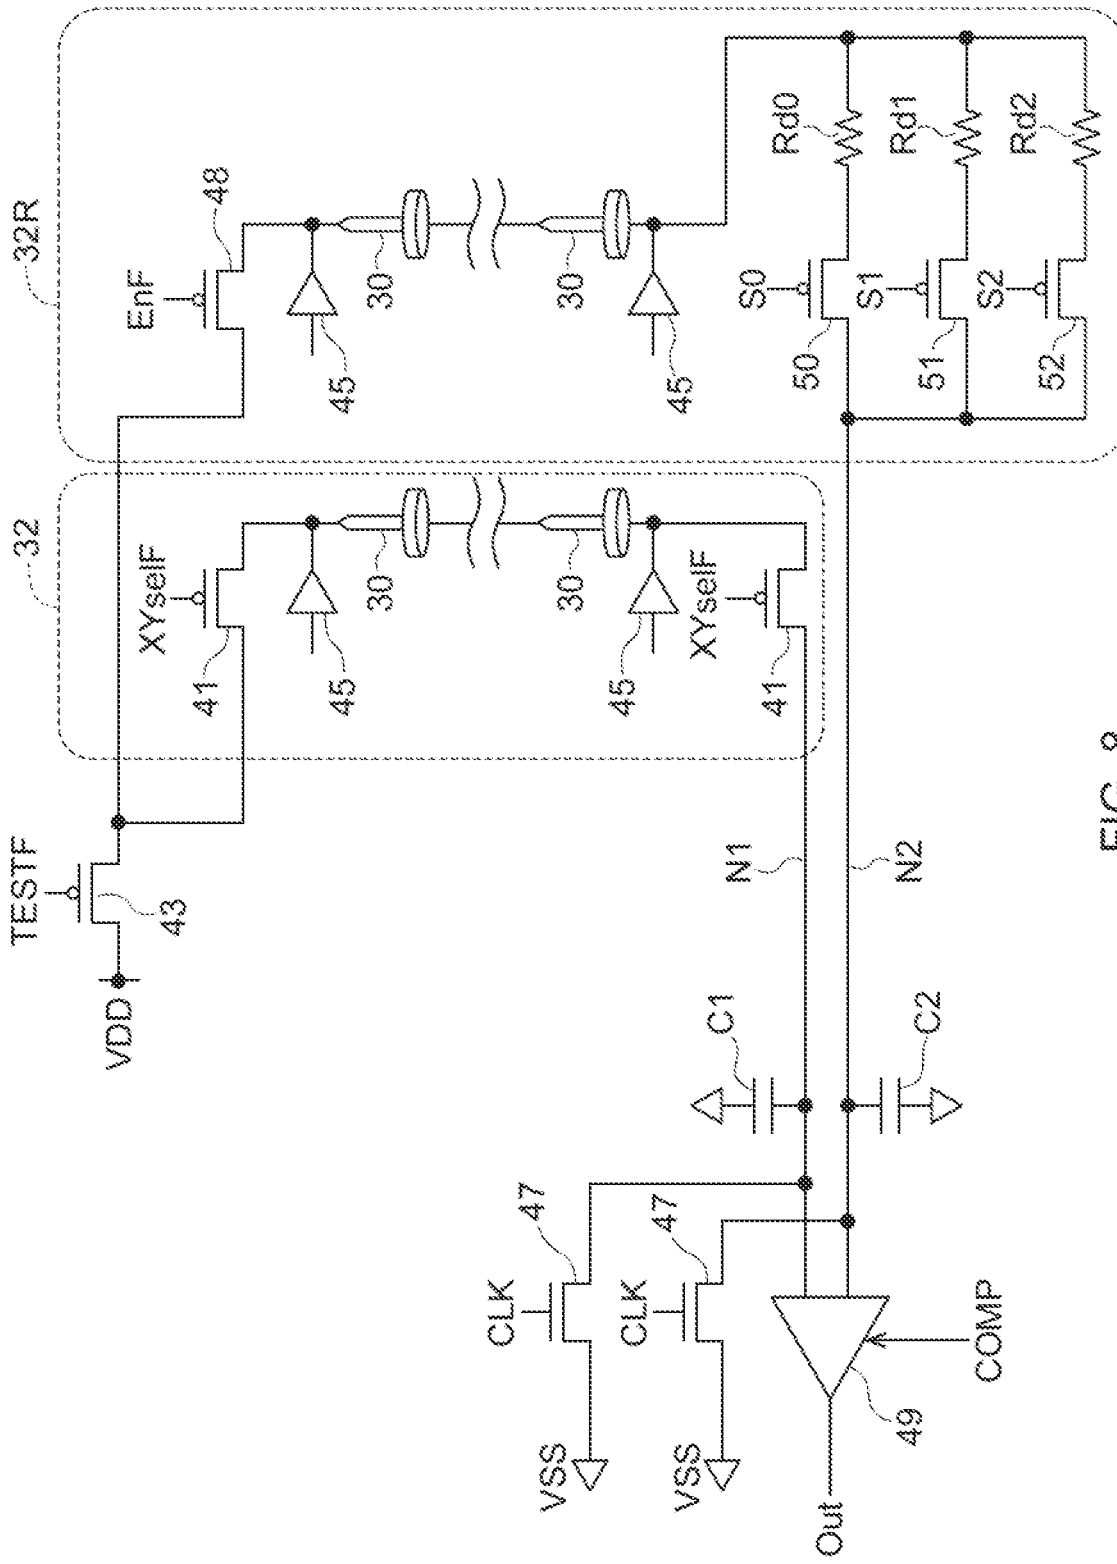 32R
32
TESTF
VDD
43
EnF
48
XYselF
41
45
30
30
45
XYselF
41
45
30
30
45
S0
50
Rd0
S1
51
Rd1
S2
52
Rd2
N1
N2
C1
C2
CLK
47
VSS
CLK
47
VSS
Out
49
COMP
FIG. 8